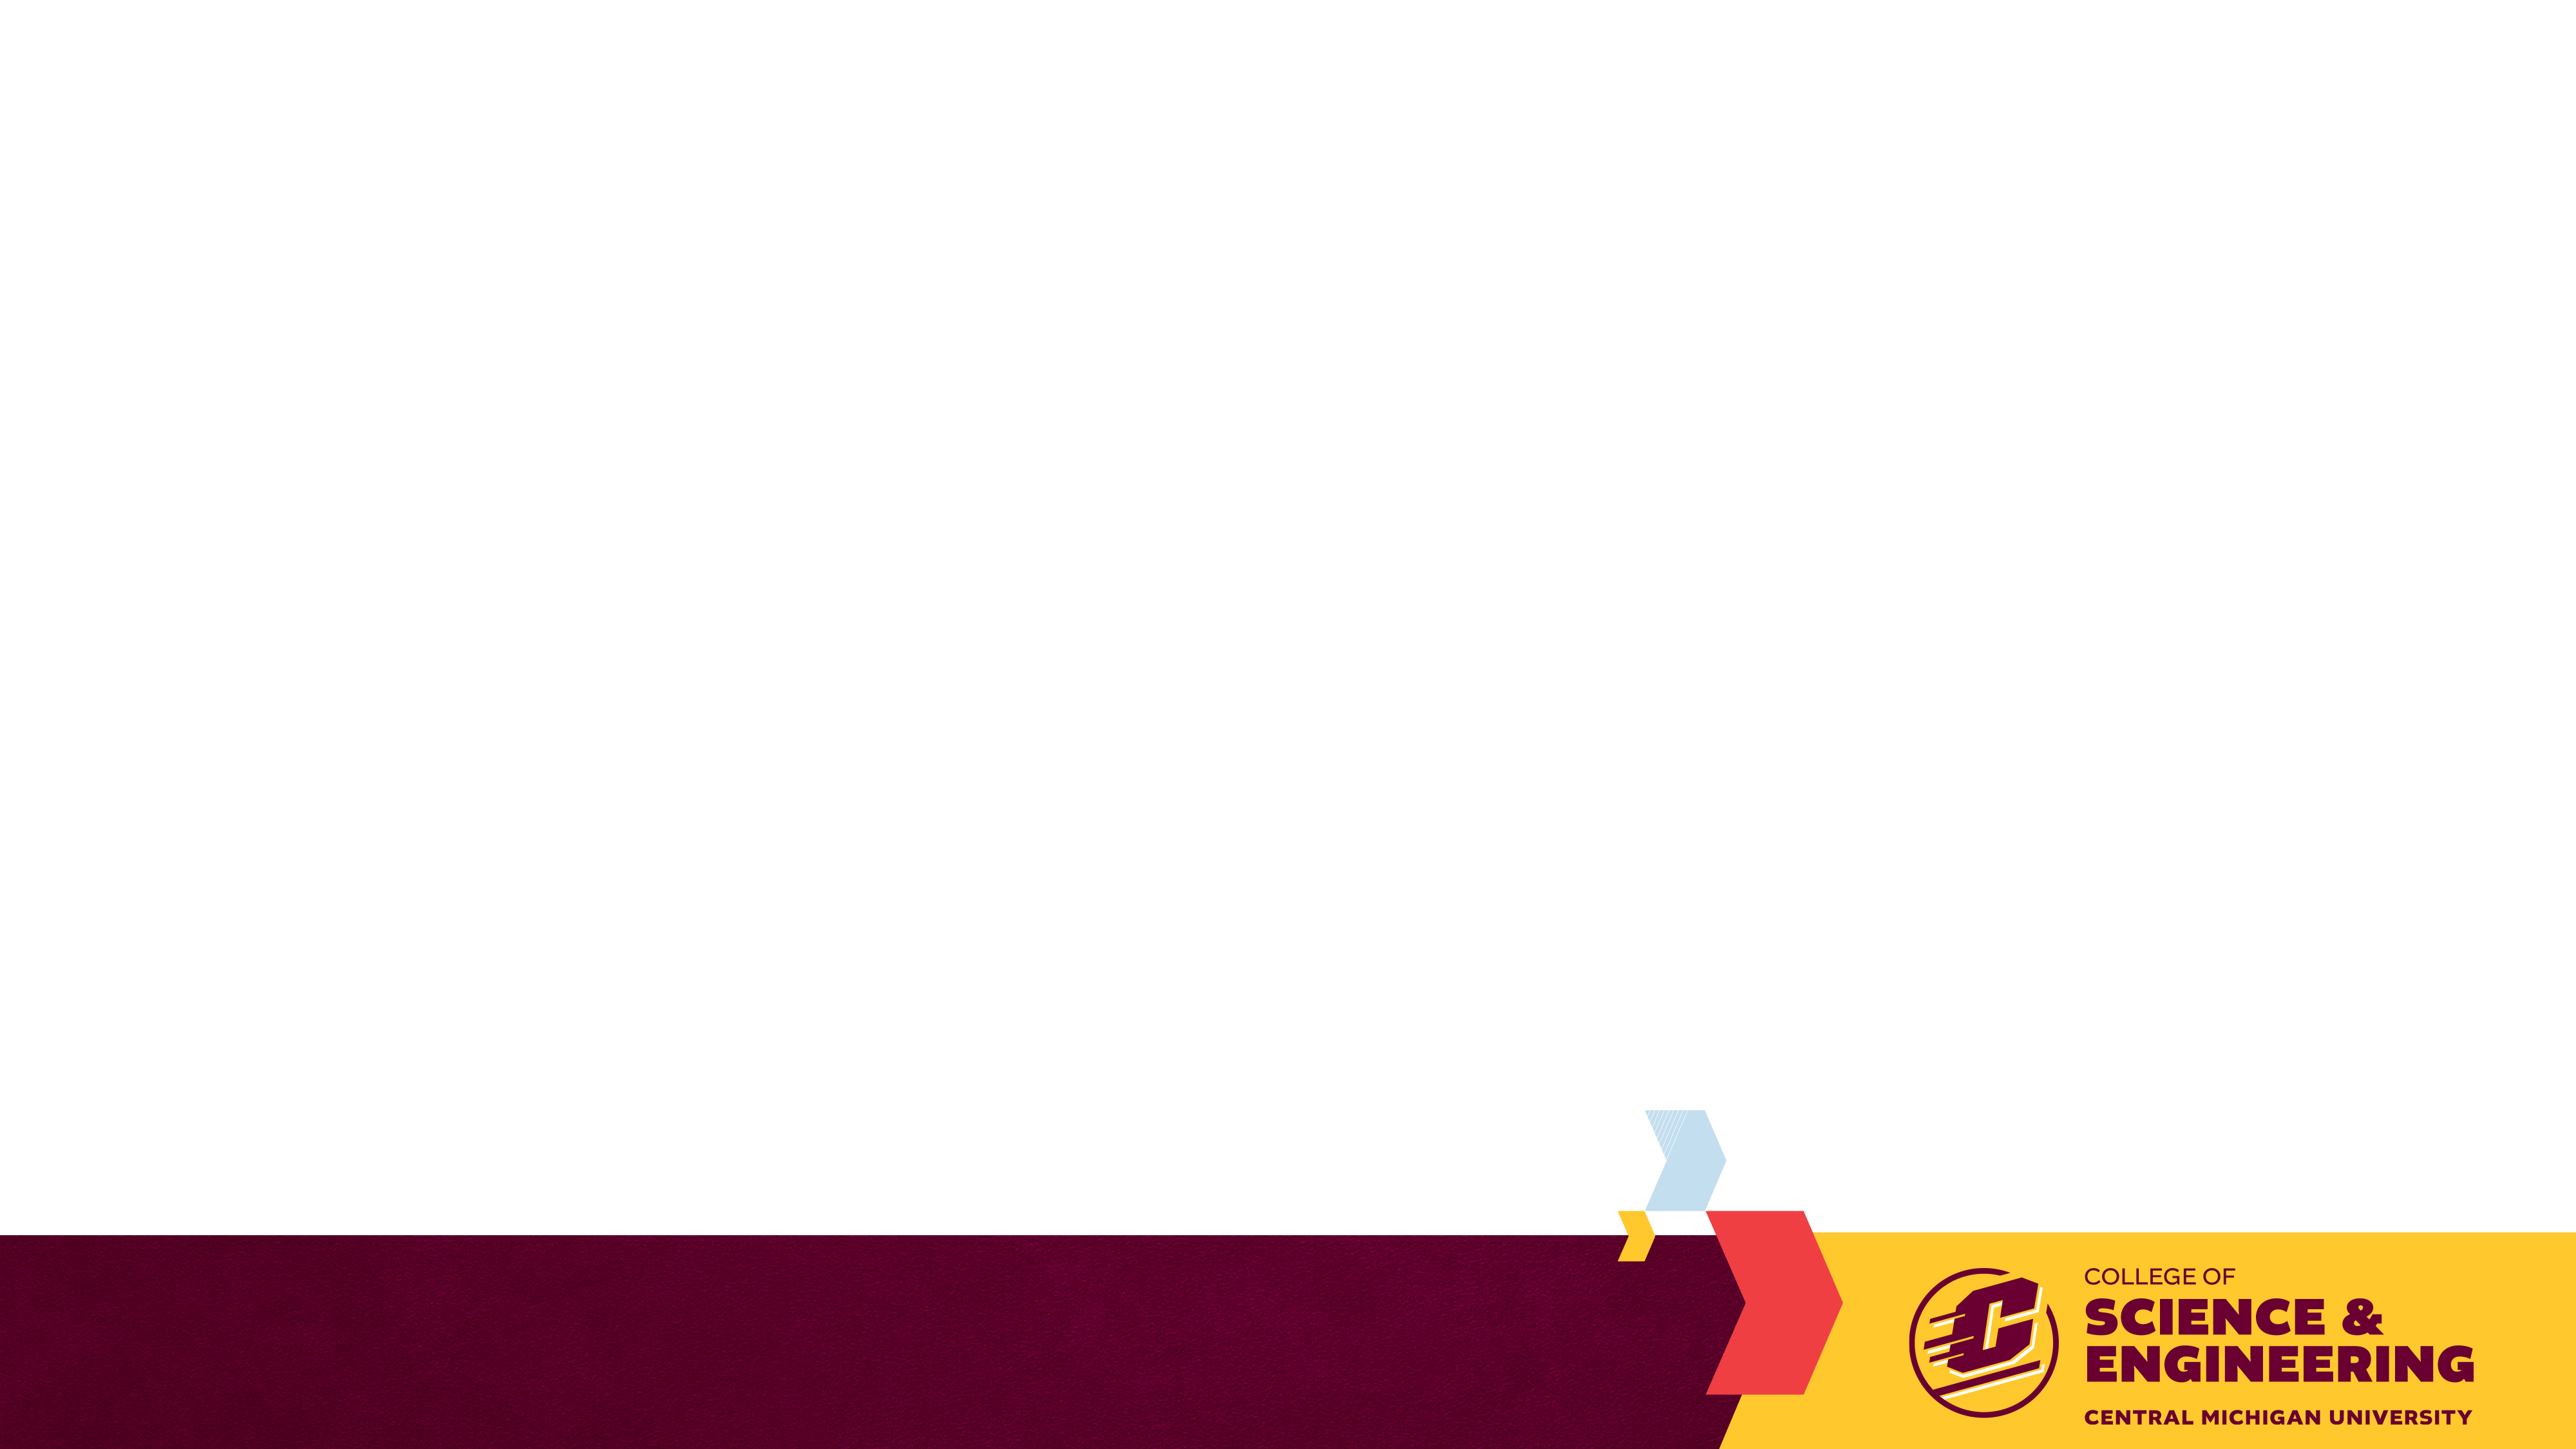 COLLEGE OF
SCIENCE &
ENGINEERING
CENTRAL MICHIGAN UNIVERSITY